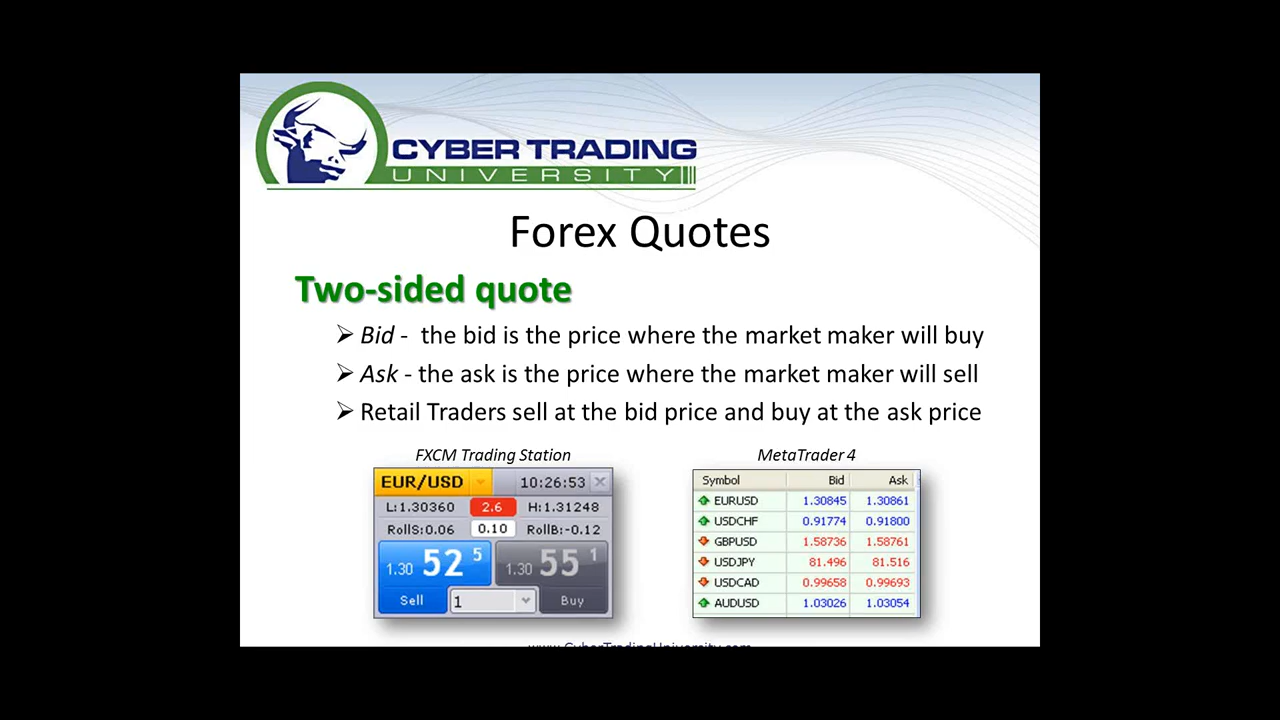 CYBER TRADING
UNIVERSITY
Forex Quotes
Two-sided quote
Bid - the bid is the price where the market maker will buy
Ask - the ask is the price where the market maker will sell
Retail Traders sell at the bid price and buy at the ask price
FXCM Trading Station
EUR/USD 10:26:53
L:1.30360 2.6 H:1.31248
RollS:0.06 0.10 RollB:-0.12
1.30 52 5 1.30 55 1
Sell 1 Buy
MetaTrader 4
Symbol Bid Ask
EURUSD 1.30845 1.30861
USDCHF 0.91774 0.91800
GBPUSD 1.58736 1.58761
USDJPY 81.496 81.516
USDCAD 0.99658 0.99693
AUDUSD 1.03026 1.03054
www.CyberTradingUniversity.com